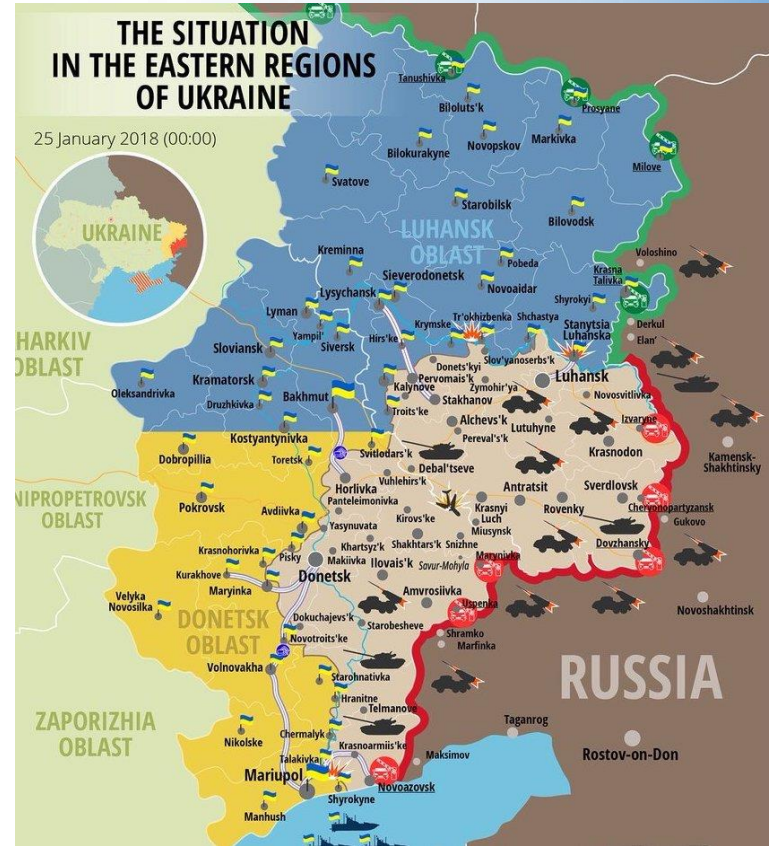 THE SITUATION
IN THE EASTERN REGIONS
OF UKRAINE
25 January 2018 (00:00)
UKRAINE
Tanushivka
Prosyane
Biloluts'k
Novopskov
Markivka
Bilokurakyne
Milove
Svatove
Starobilsk
Bilovodsk
LUHANSK
OBLAST
Kreminna
Sieverodonetsk
Pobeda
Voloshino
Krasna
Talivka
Lysychansk
Novoaidar
Lyman
Shyrokyi
Tr'okhizbenka
Shchastya
Krymske
Stanytsia
Luhanska
Derkul
Elan'
HARKIV
OBLAST
Yampil'
Siversk
Hirs'ke
Sloviansk
Donets'kyi
Slov'yanoserbs'k
Pervomais'k
Zymohir'ya
Luhansk
Kramatorsk
Kalynove
Oleksandrivka
Druzhkivka
Bakhmut
Stakhanov
Novosvitlivka
Troits'ke
Alchevs'k
Lutuhyne
Izvaryne
Kostyantynivka
Pereval's'k
Krasnodon
Kamensk-
Shakhtinsky
Dobropillia
Toretsk
Svitlodars'k
Debal'tseve
Vuhlehirs'k
Antratsit
Sverdlovsk
NIPROPETROVSK
OBLAST
Pokrovsk
Horlivka
Panteleimonivka
Avdiivka
Krasnyi
Luch
Rovenky
Chervonopartyzansk
Gukovo
Yasynuvata
Kirovs'ke
Miusynsk
Krasnohorivka
Pisky
Khartsyz'k
Shakhtars'k
Snizhne
Dovzhansky
Makiivka
Ilovais'k
Savur-Mohyla
Marynivka
Kurakhove
Donetsk
Maryinka
Amvrosiivka
Velyka
Novosilka
Uspenka
Novoshakhtinsk
DONETSK
OBLAST
Dokuchajevs'k
Starobesheve
Novotroits'ke
Shramko
Marfinka
Volnovakha
Starohnativka
RUSSIA
Hranitne
Telmanove
ZAPORIZHIA
OBLAST
Nikolske
Chermalyk
Taganrog
Krasnoarmiis'ke
Rostov-on-Don
Talakivka
Maksimov
Mariupol
Novoazovsk
Shyrokyne
Manhush